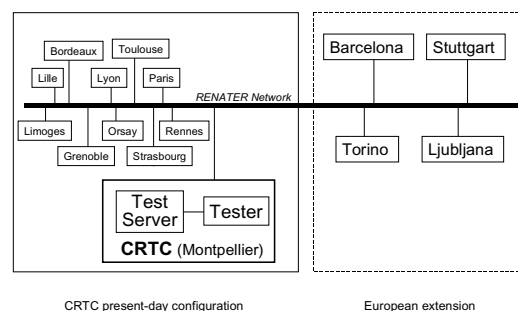 Bordeaux
Toulouse
Lille
Lyon
Paris
RENATER Network
Limoges
Orsay
Rennes
Grenoble
Strasbourg
Test
Server
Tester
CRTC (Montpellier)
Barcelona
Stuttgart
Torino
Ljubljana
CRTC present-day configuration
European extension